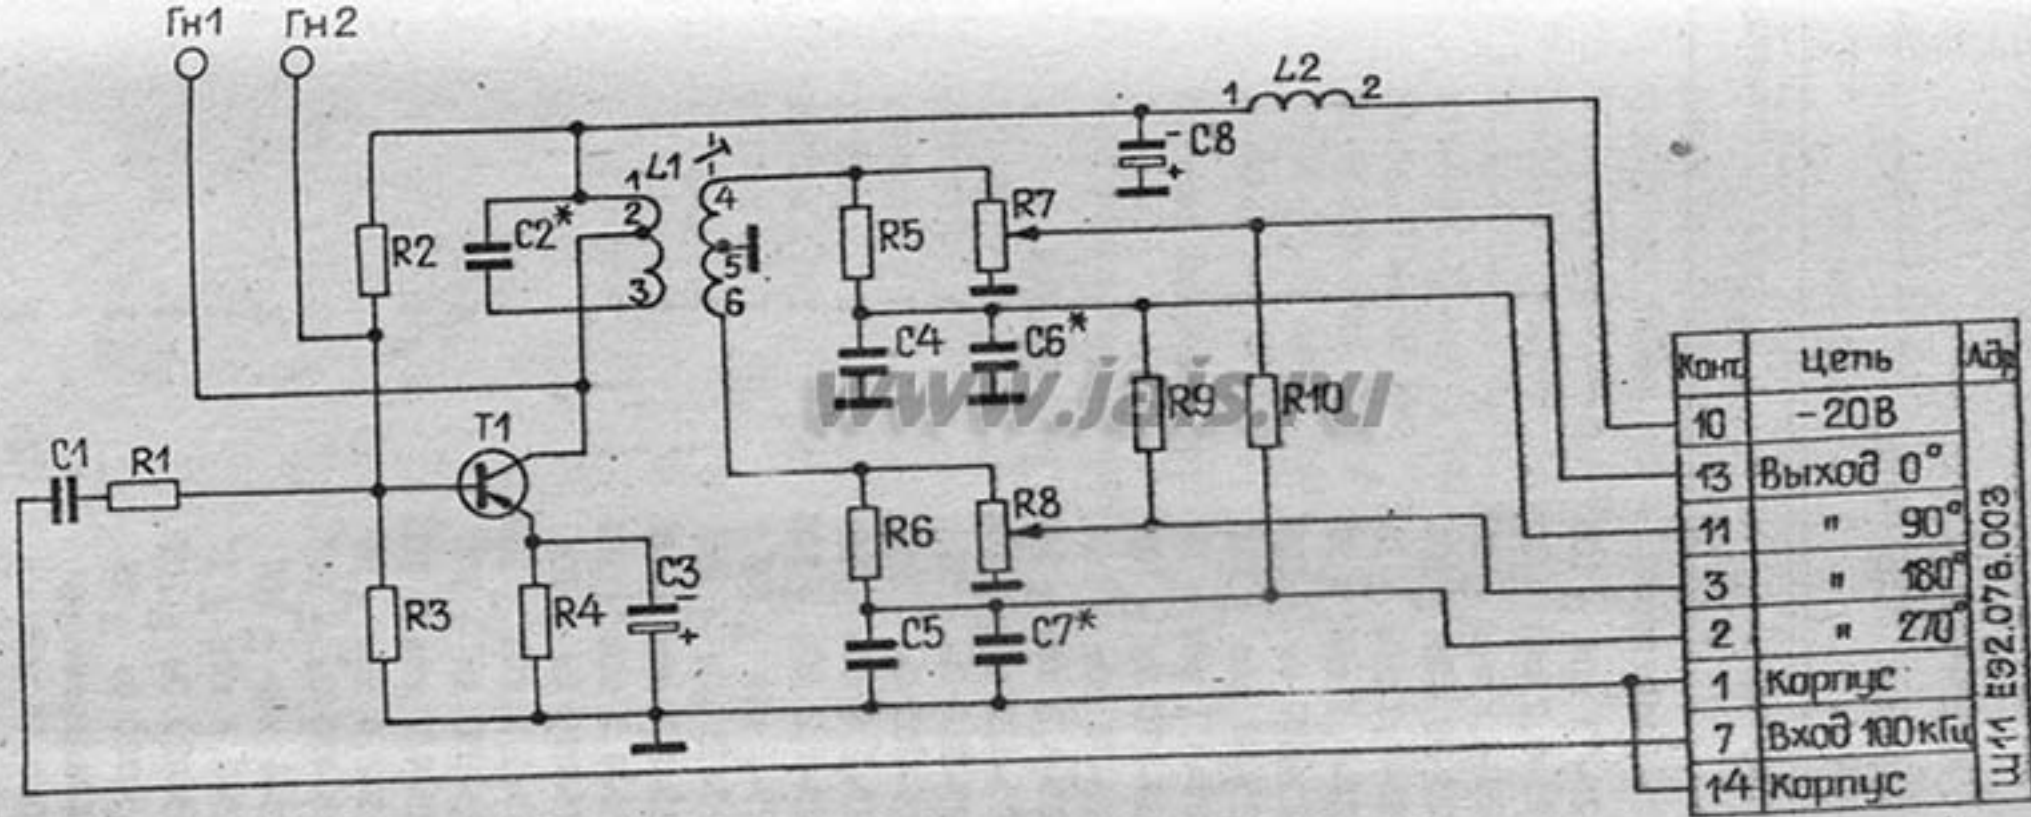 Гн1 Гн2
L2
1 2
C8
-
+
L1
1
2
3
4
5
6
C2*
R2
R5
R7
C4
C6*
R9
R10
www.jais.ru
T1
C1 R1
R3
R4
C3
-
+
R6
R8
C5
C7*
Конт. Цепь Адр
10 -20В
13 Выход 0°
11 " 90°
3 " 180°
2 " 270°
1 Корпус
7 Вход 100кГц
14 Корпус
Ш11 ЕЭ2.078.003